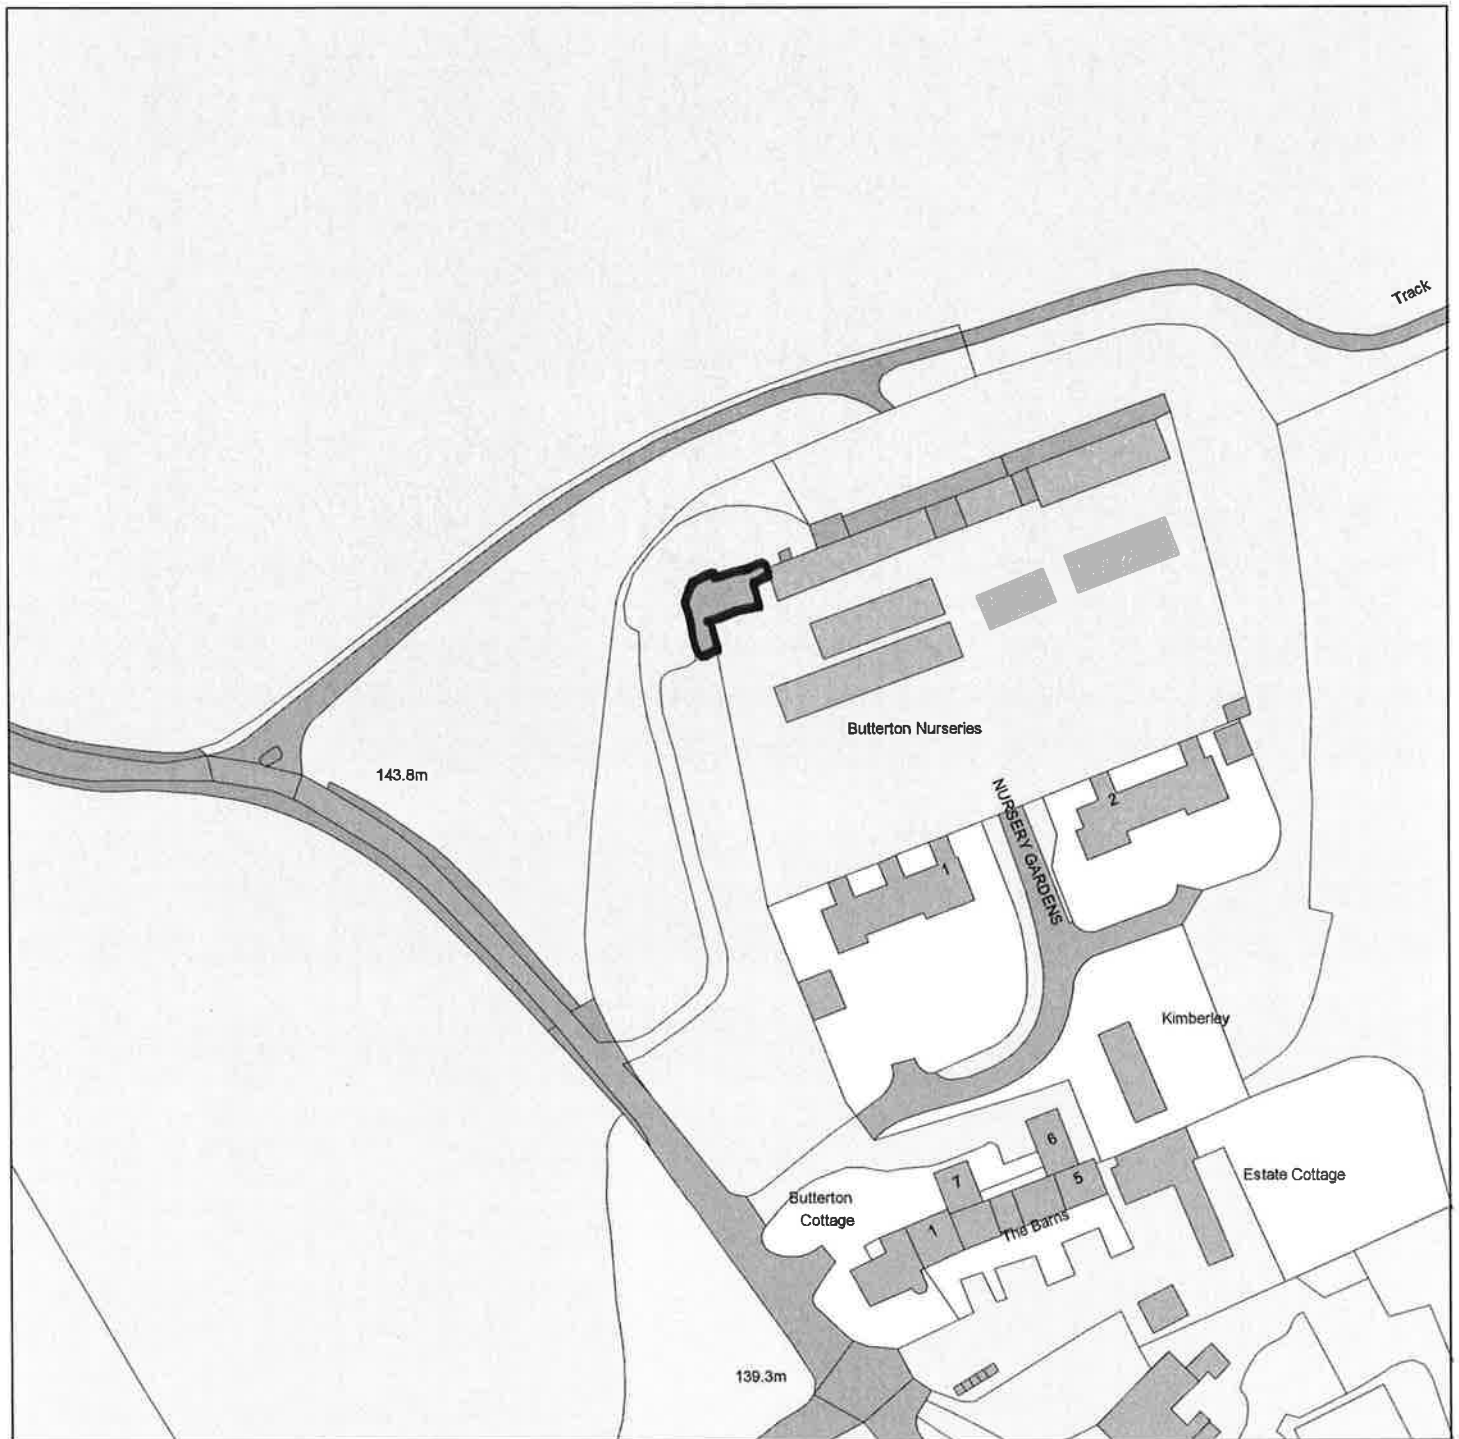 Track
Butterton Nurseries
143.8m
NURSERY GARDENS
2
1
Kimberley
6
Estate Cottage
7
5
Butterton
Cottage
1
The Barns
139.3m